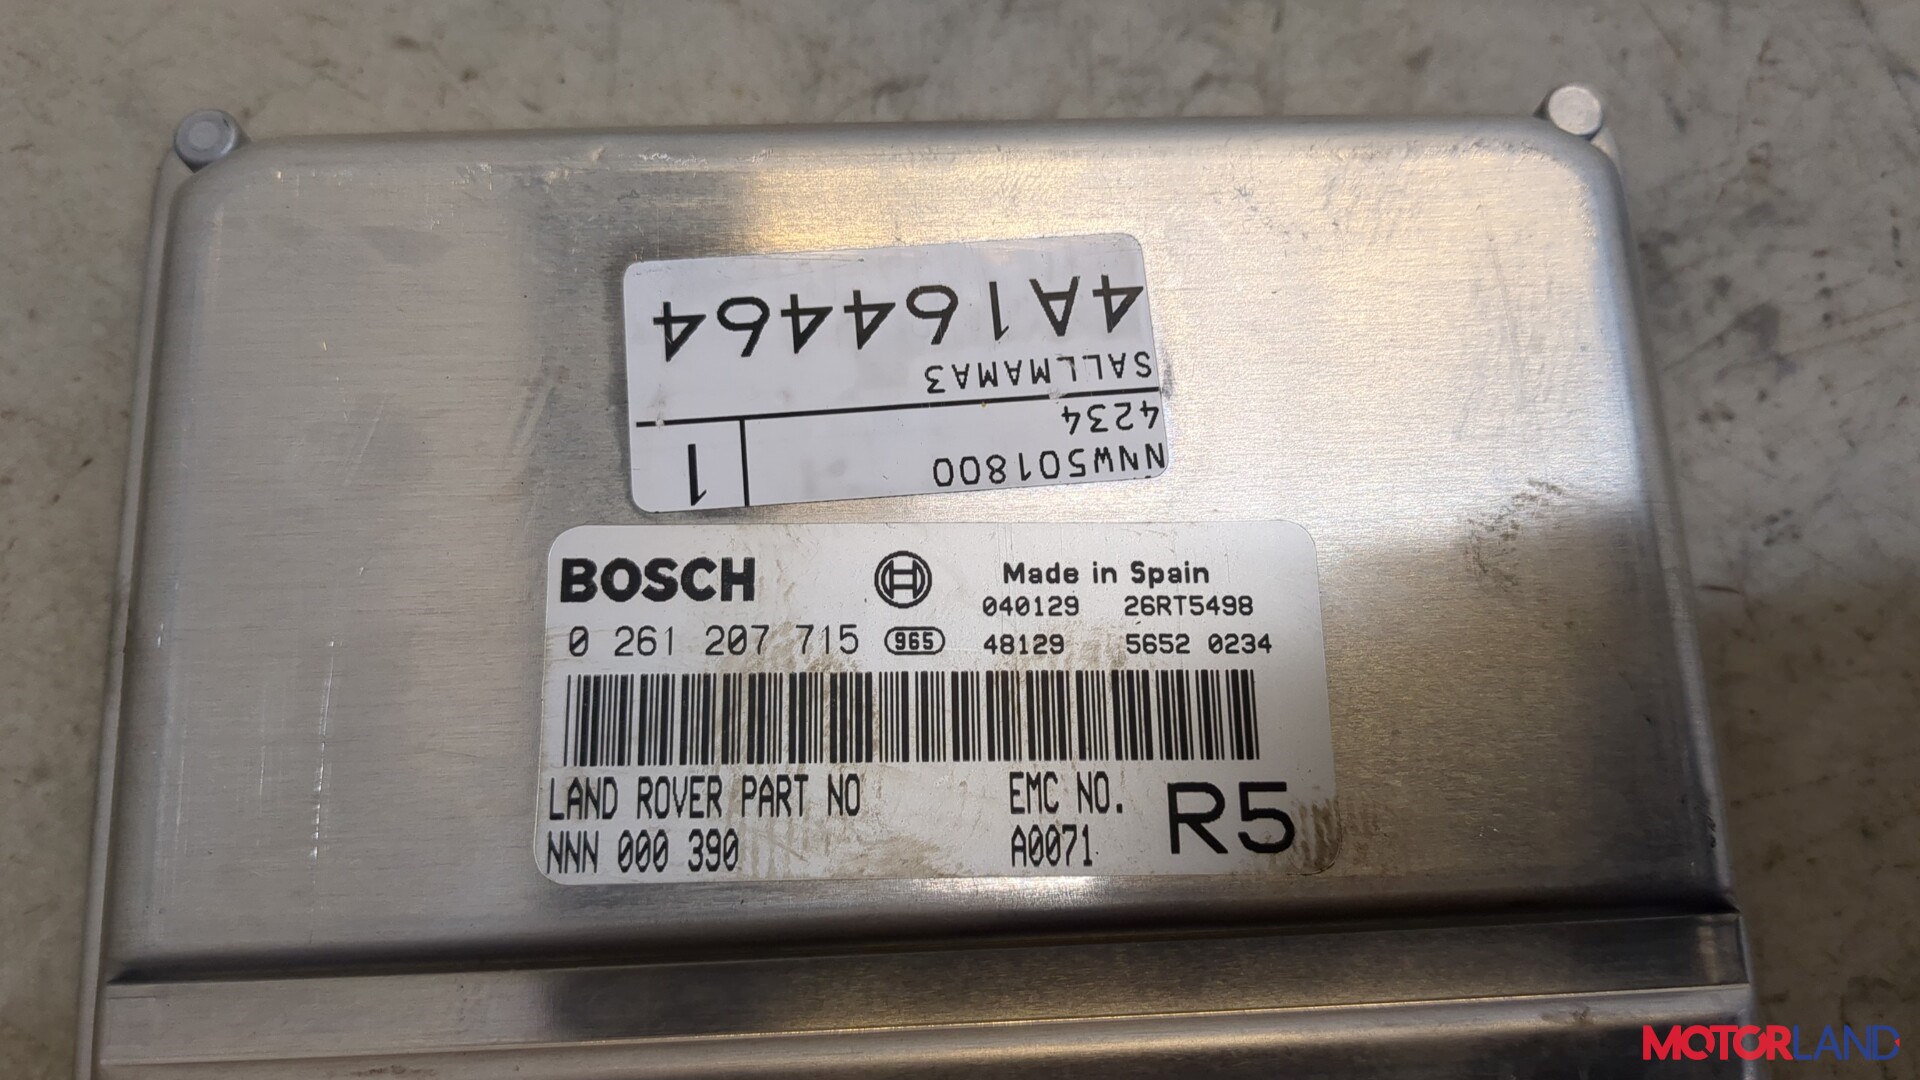 4A164464
SALLMAMA3
4234
NNW501800
1
BOSCH
Made in Spain
040129 26RT5498
0 261 207 715 965 48129 5652 0234
LAND ROVER PART NO EMC NO.
NNN 000 390 A0071 R5
MOTORLAND